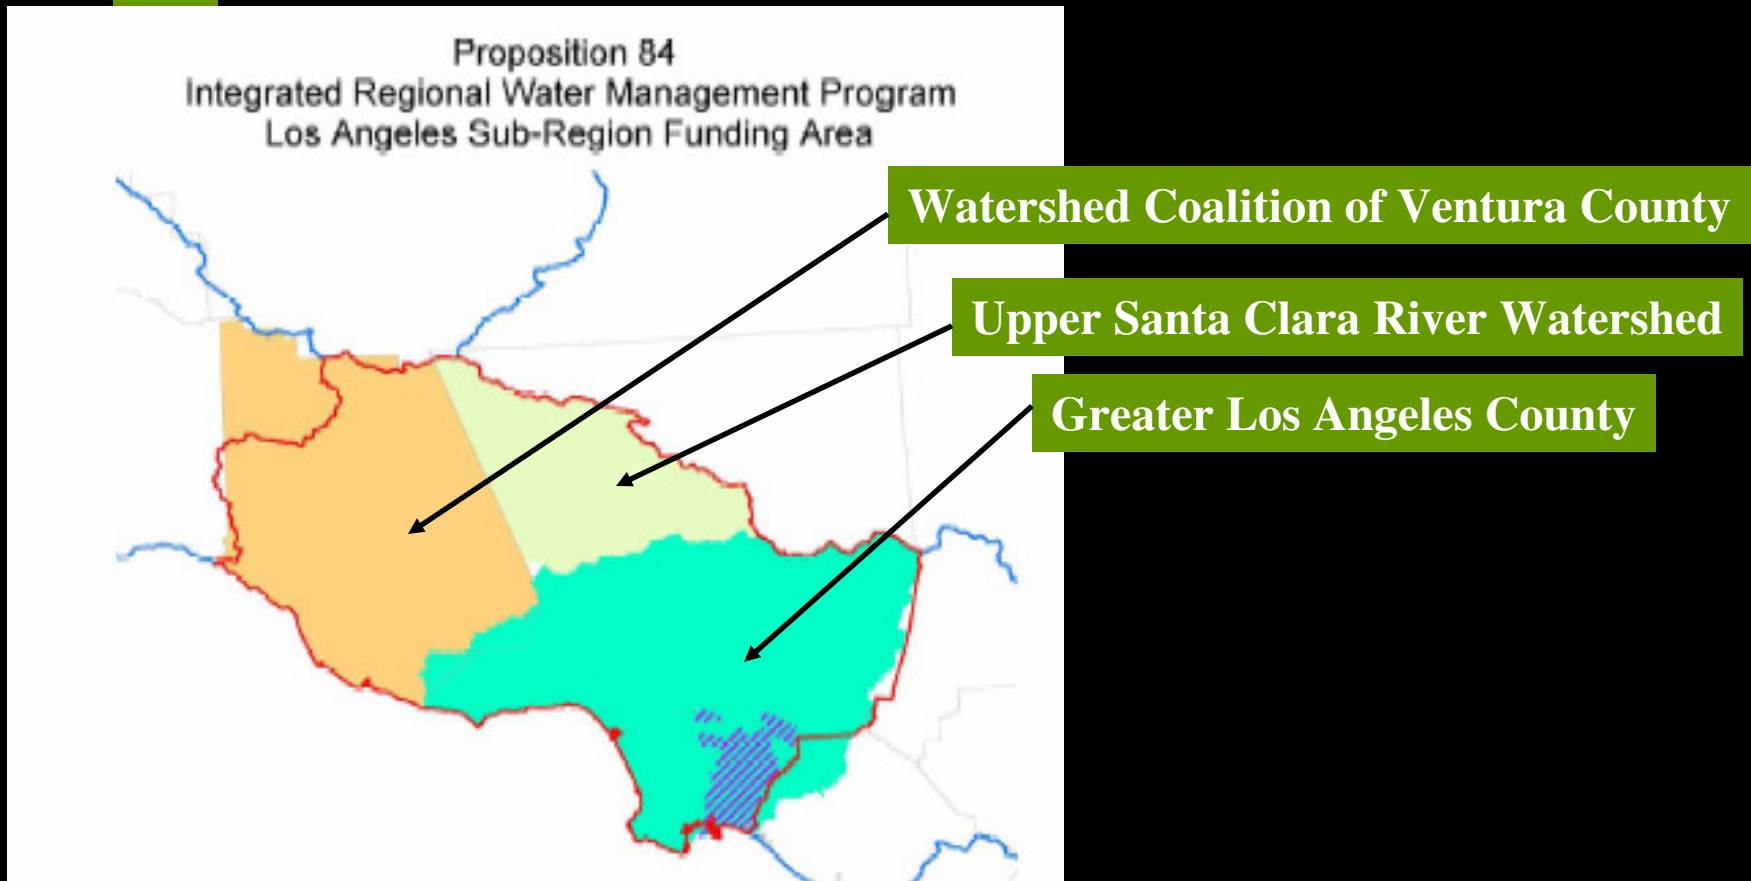 Proposition 84
Integrated Regional Water Management Program
Los Angeles Sub-Region Funding Area
Watershed Coalition of Ventura County
Upper Santa Clara River Watershed
Greater Los Angeles County